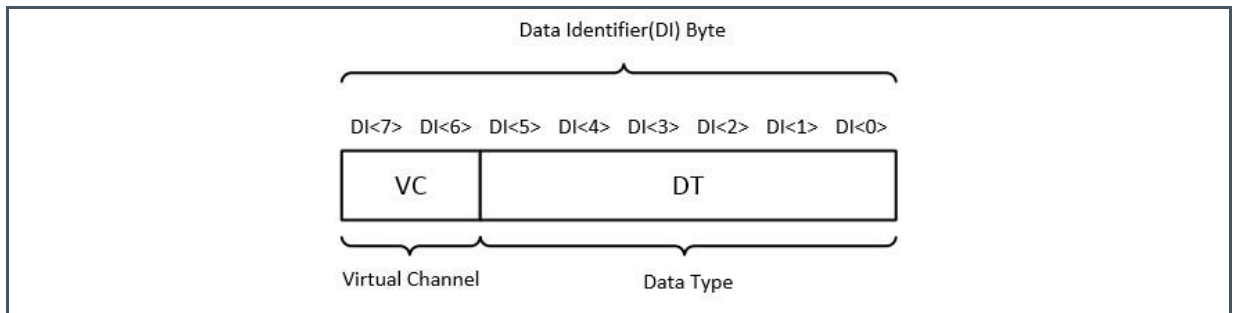 Data Identifier(DI) Byte
DI<7> DI<6> DI<5> DI<4> DI<3> DI<2> DI<1> DI<0>
VC DT
Virtual Channel Data Type